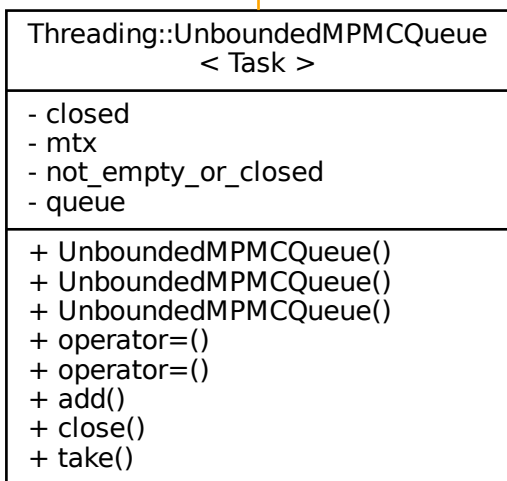 Threading::UnboundedMPMCQueue
< Task >
- closed
- mtx
- not_empty_or_closed
- queue
+ UnboundedMPMCQueue()
+ UnboundedMPMCQueue()
+ UnboundedMPMCQueue()
+ operator=()
+ operator=()
+ add()
+ close()
+ take()